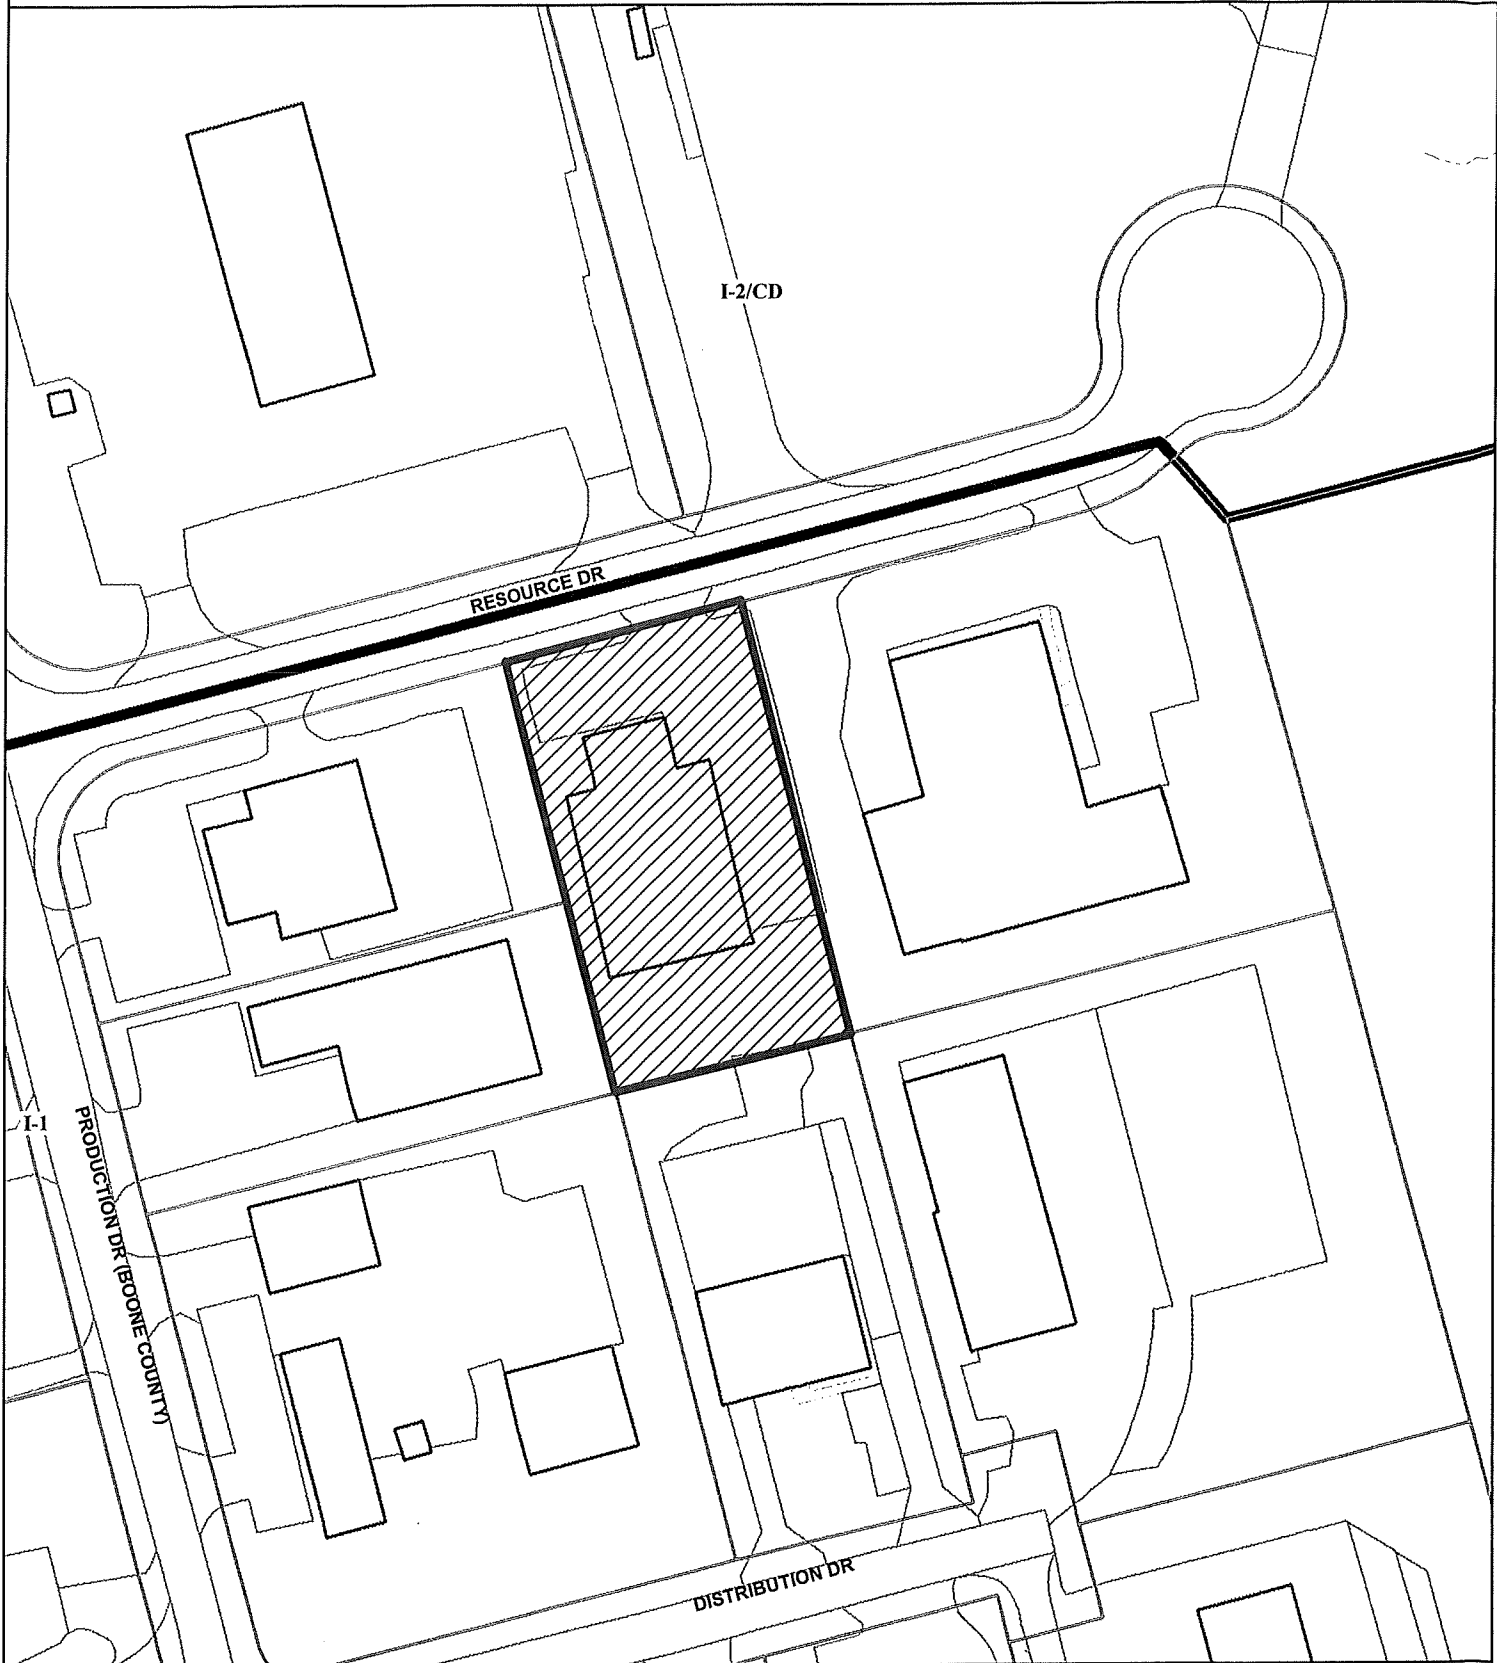 I-2/CD
RESOURCE DR
I-1
PRODUCTION DR (BOONE COUNTY)
DISTRIBUTION DR